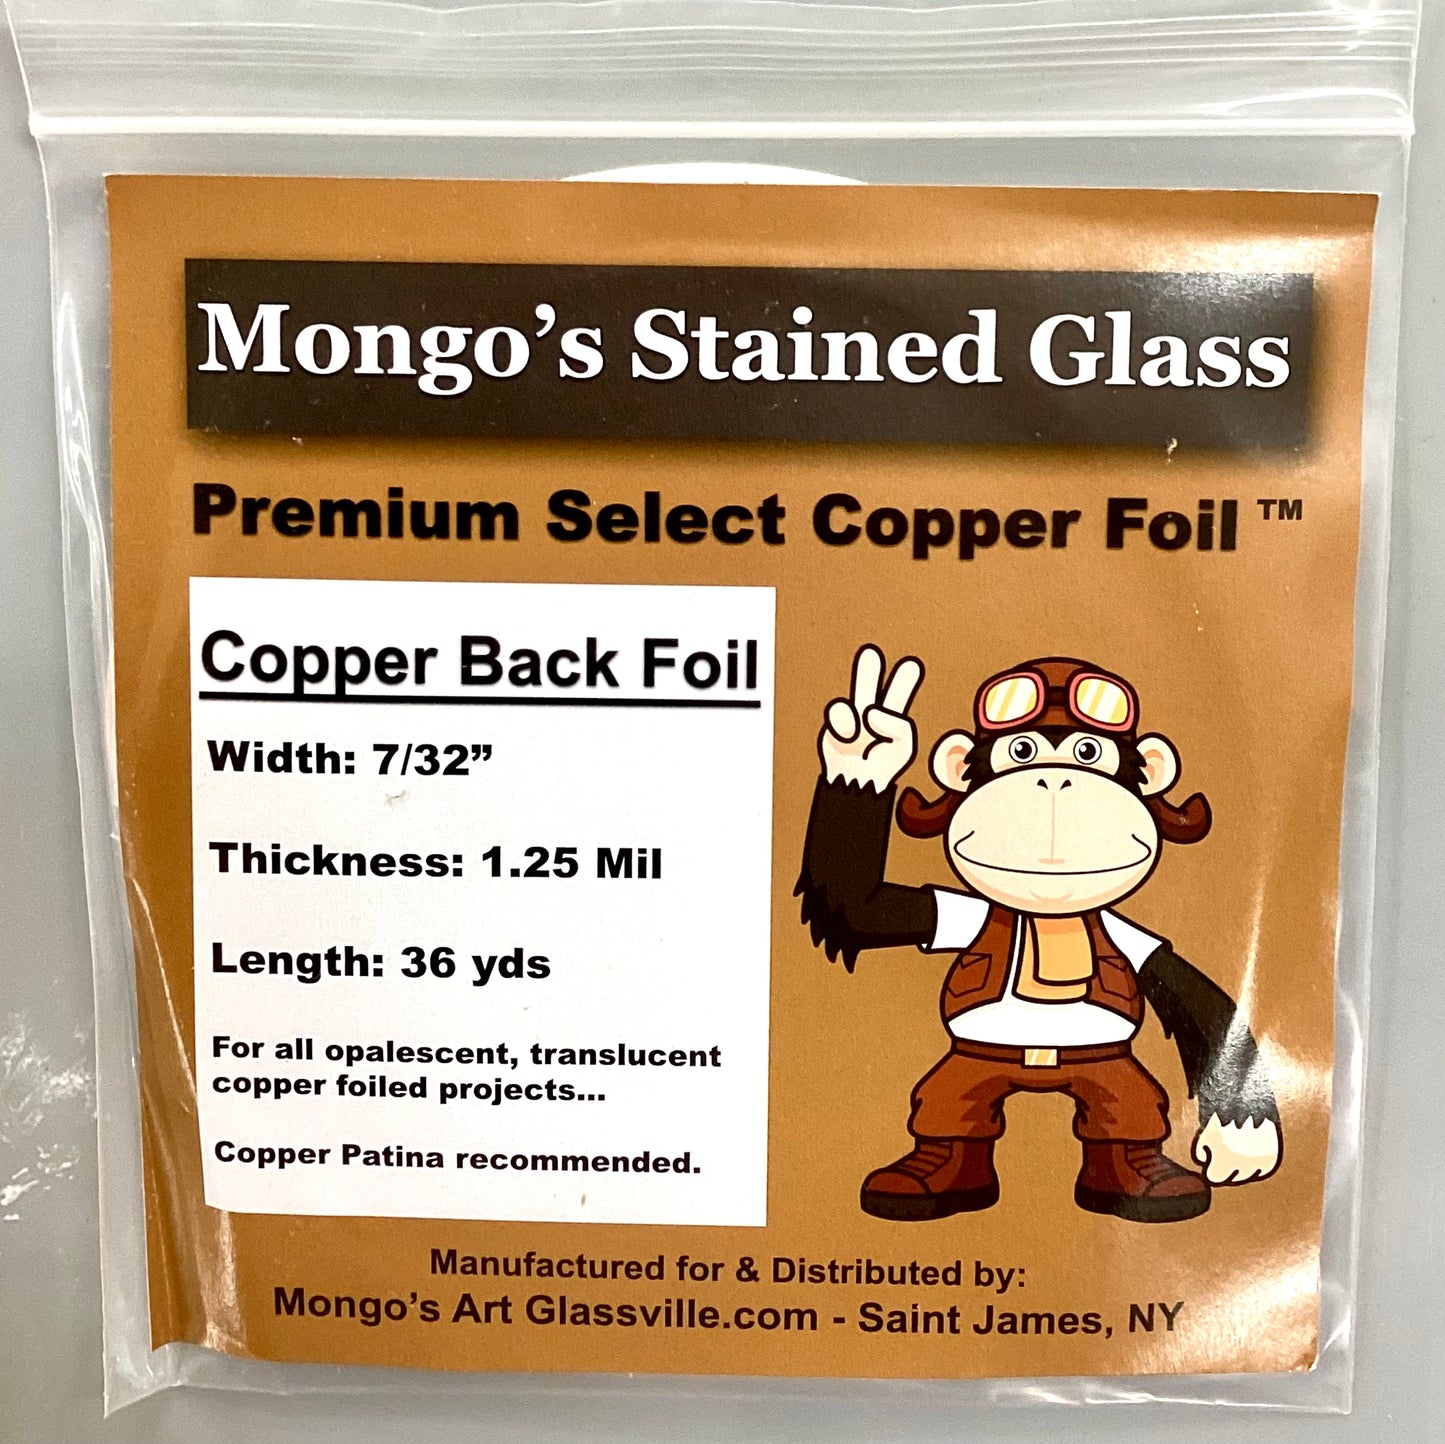 Mongo’s Stained Glass
Premium Select Copper Foil ™
Copper Back Foil
Width: 7/32”
Thickness: 1.25 Mil
Length: 36 yds
For all opalescent, translucent
copper foiled projects...
Copper Patina recommended.
Manufactured for & Distributed by:
Mongo’s Art Glassville.com - Saint James, NY